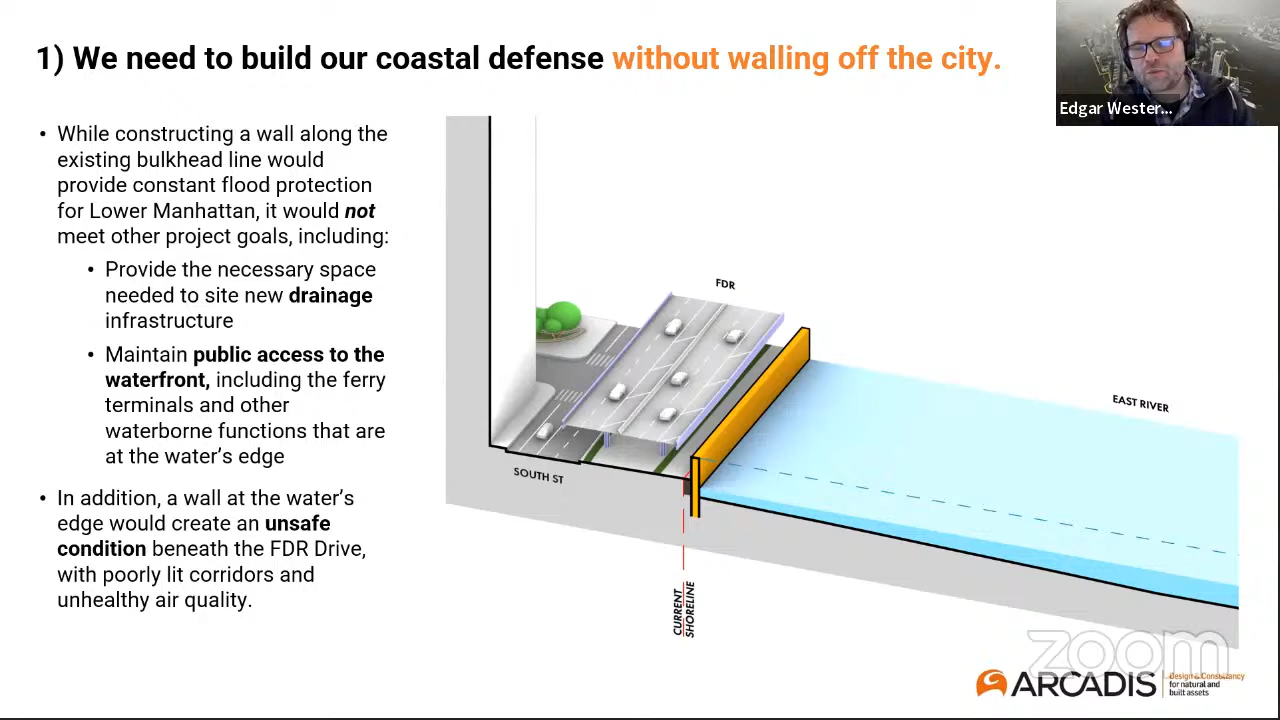 1) We need to build our coastal defense without walling off the city.
Edgar Wester...
• While constructing a wall along the
existing bulkhead line would
provide constant flood protection
for Lower Manhattan, it would not
meet other project goals, including:
• Provide the necessary space
needed to site new drainage
infrastructure
• Maintain public access to the
waterfront, including the ferry
terminals and other
waterborne functions that are
at the water’s edge
• In addition, a wall at the water’s
edge would create an unsafe
condition beneath the FDR Drive,
with poorly lit corridors and
unhealthy air quality.
FDR
EAST RIVER
SOUTH ST
CURRENT
SHORELINE
zoom
ARCADIS
Design & Consultancy
for natural and
built assets